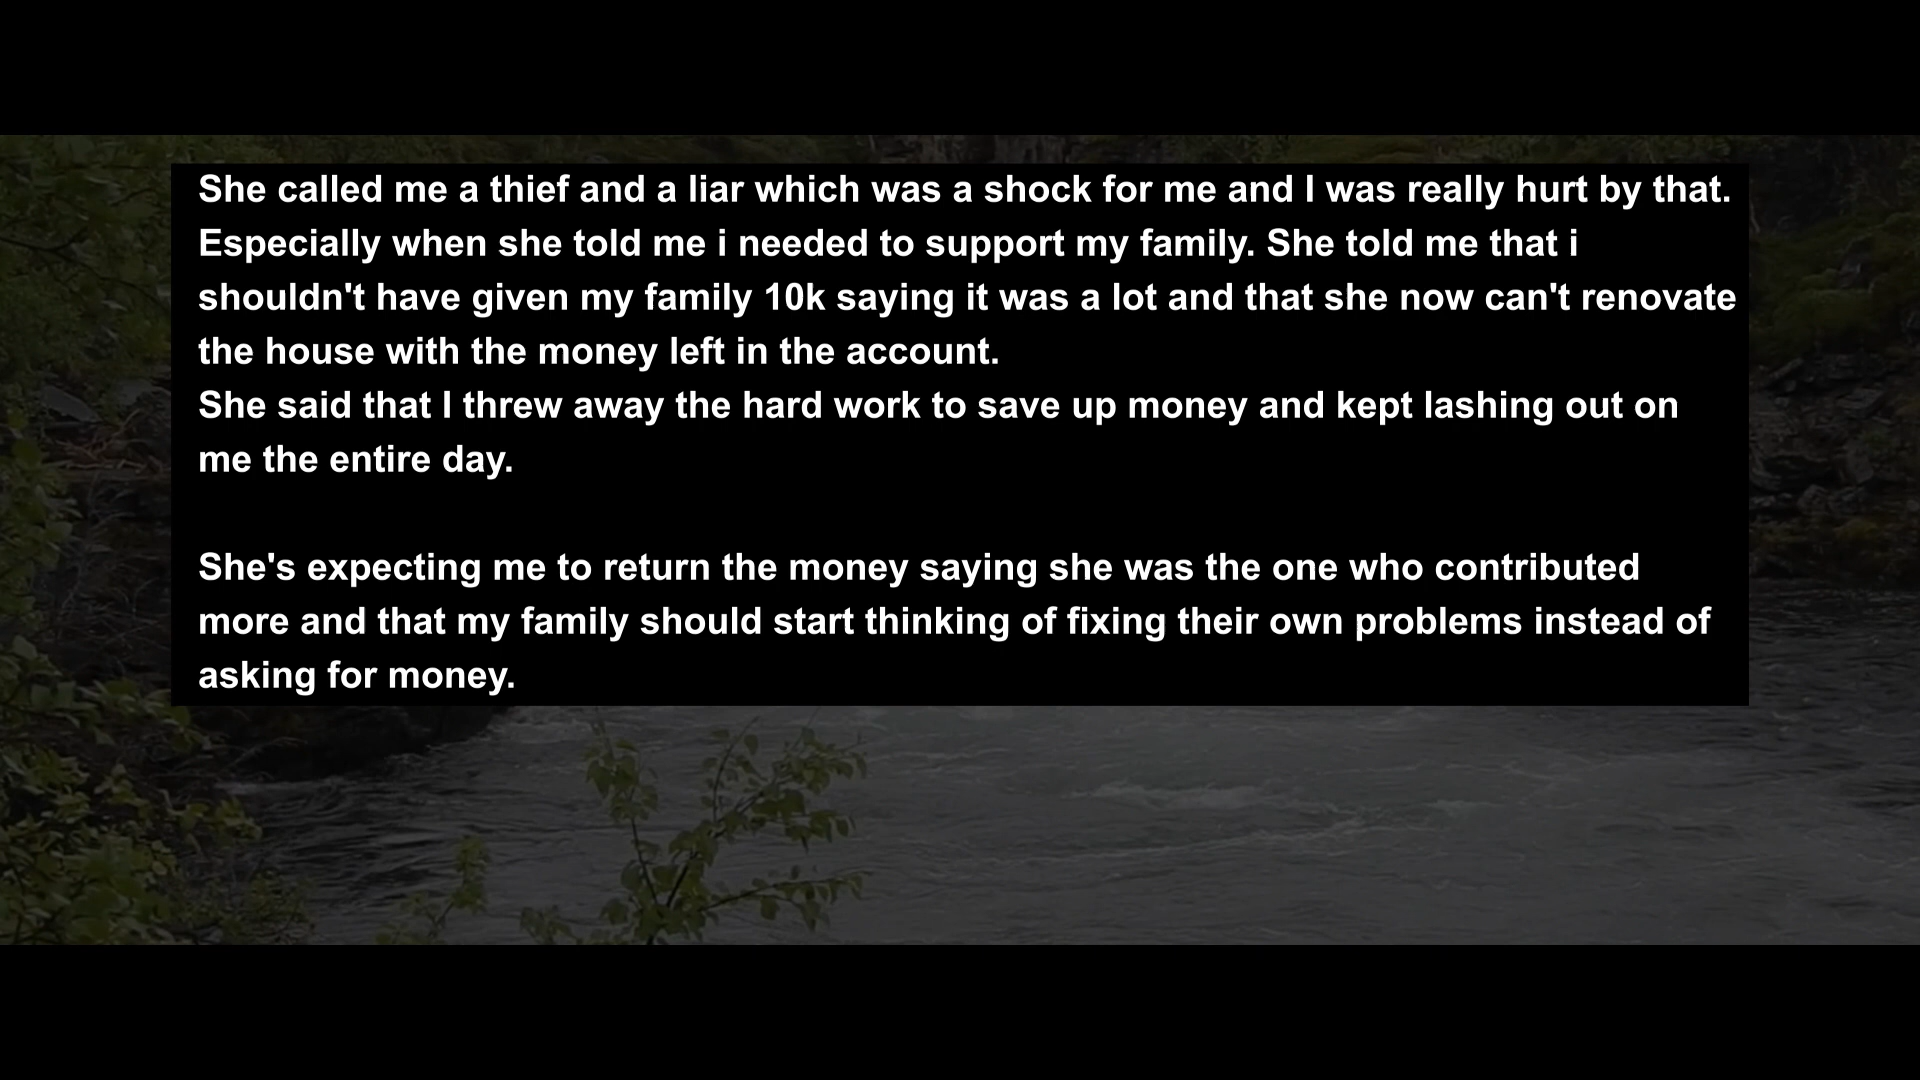 She called me a thief and a liar which was a shock for me and I was really hurt by that.
Especially when she told me i needed to support my family. She told me that i
shouldn't have given my family 10k saying it was a lot and that she now can't renovate
the house with the money left in the account.
She said that I threw away the hard work to save up money and kept lashing out on
me the entire day.
She's expecting me to return the money saying she was the one who contributed
more and that my family should start thinking of fixing their own problems instead of
asking for money.